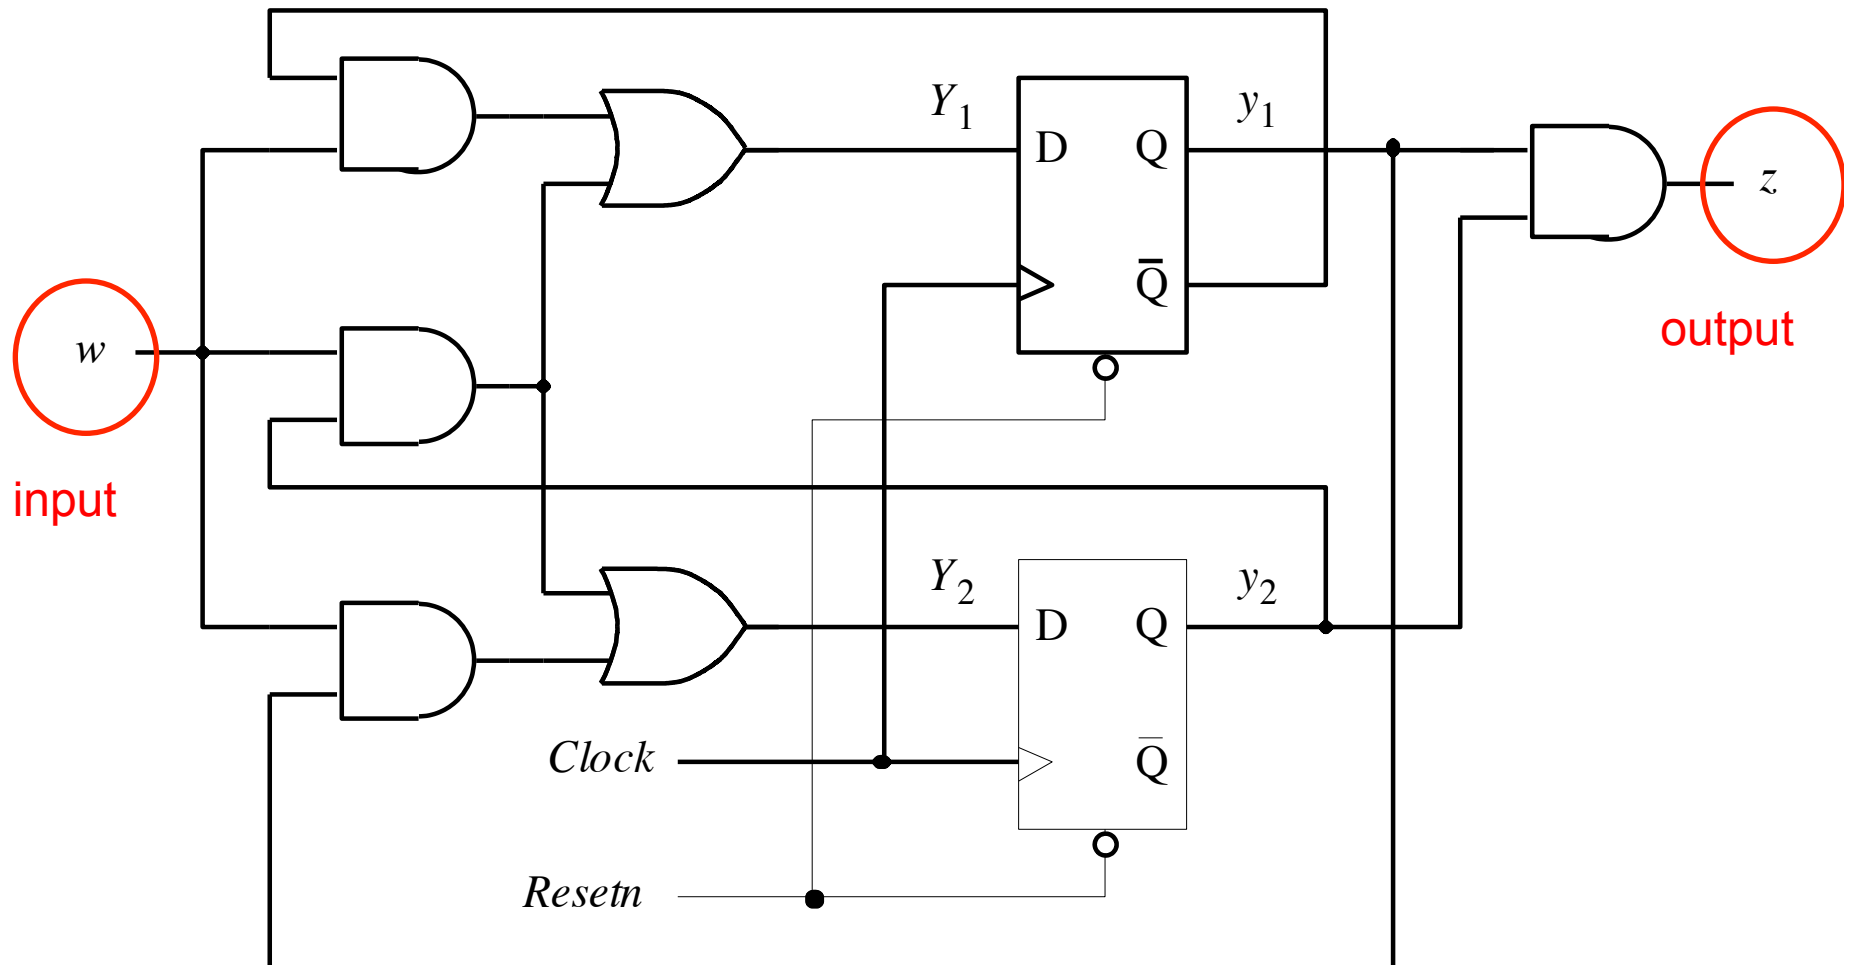 Y₁
y₁
D Q
z
Q̅
w
output
input
Y₂
y₂
D Q
Clock
Q̅
Resetn